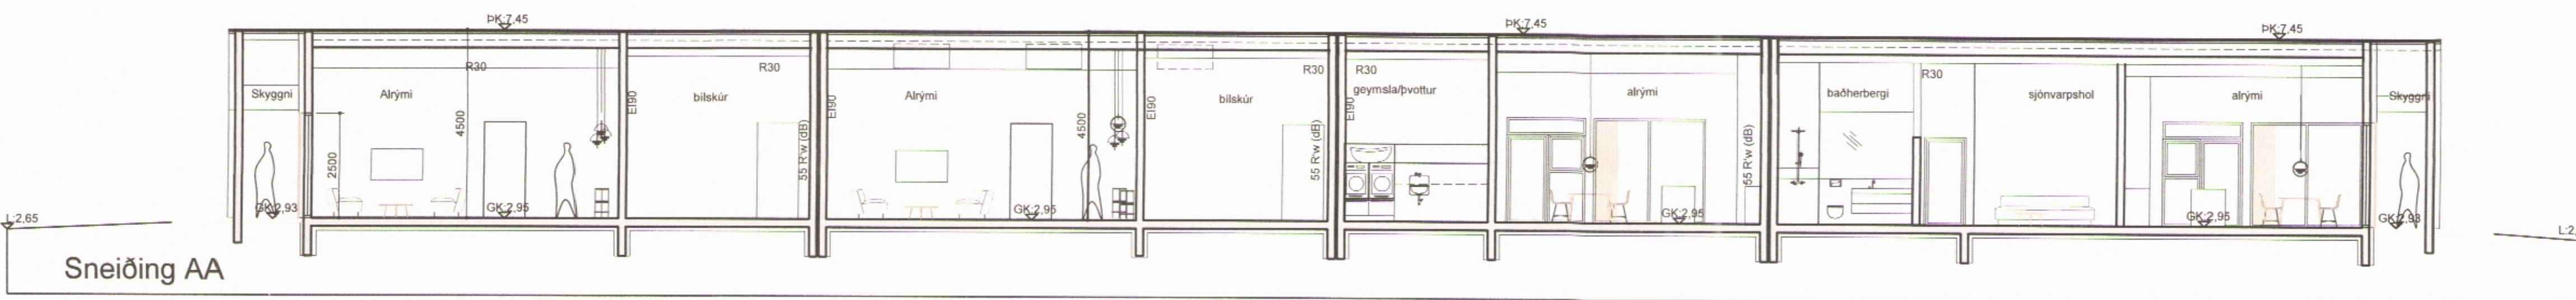 ÞK:7,45
ÞK:7,45
ÞK:7,45
R30
R30
R30
R30
R30
Skyggni
Alrými
bílskúr
Alrými
bílskúr
geymsla/þvottur
alrými
baðherbergi
sjónvarpshol
alrými
Skyggni
EI90
EI90
EI90
EI90
4500
4500
2500
55 R'w (dB)
55 R'w (dB)
55 R'w (dB)
L:2,65
GK:2,93
GK:2,95
GK:2,95
GK:2,95
GK:2,95
GK:2,93
Sneiðing AA